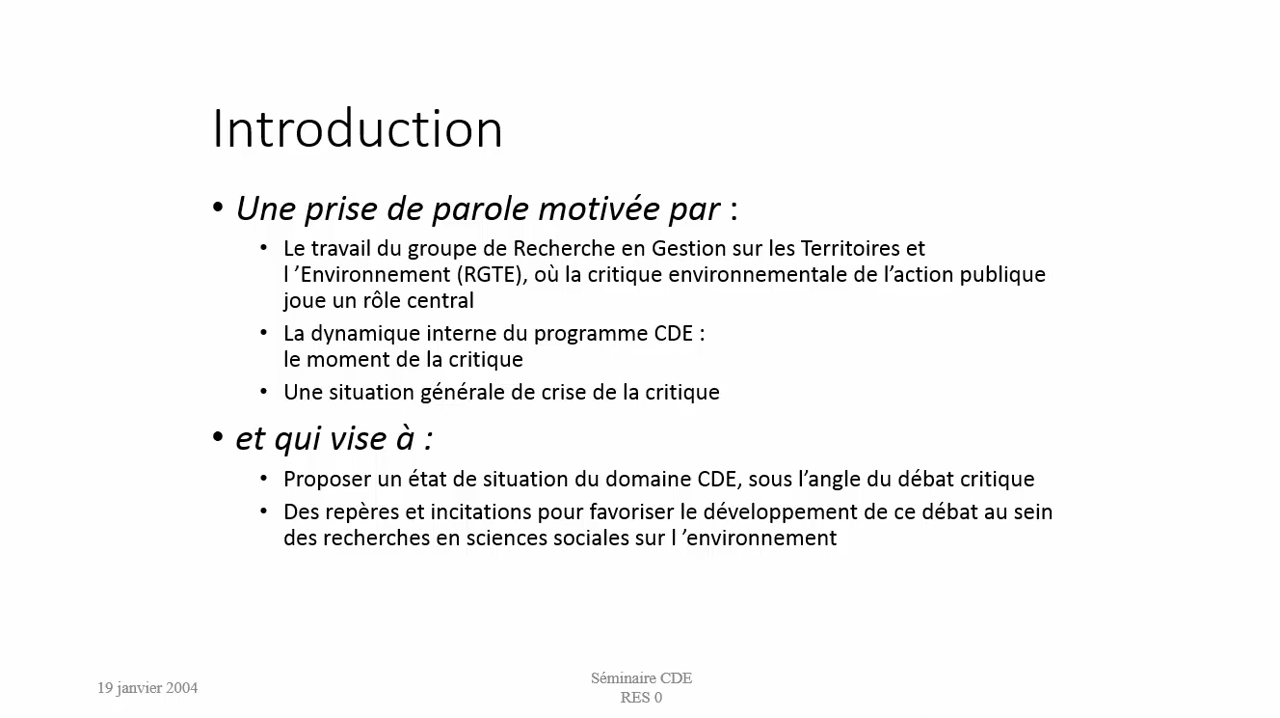 Introduction
• Une prise de parole motivée par :
• Le travail du groupe de Recherche en Gestion sur les Territoires et
l ’Environnement (RGTE), où la critique environnementale de l’action publique
joue un rôle central
• La dynamique interne du programme CDE :
le moment de la critique
• Une situation générale de crise de la critique
• et qui vise à :
• Proposer un état de situation du domaine CDE, sous l’angle du débat critique
• Des repères et incitations pour favoriser le développement de ce débat au sein
des recherches en sciences sociales sur l ’environnement
19 janvier 2004
Séminaire CDE
RES 0